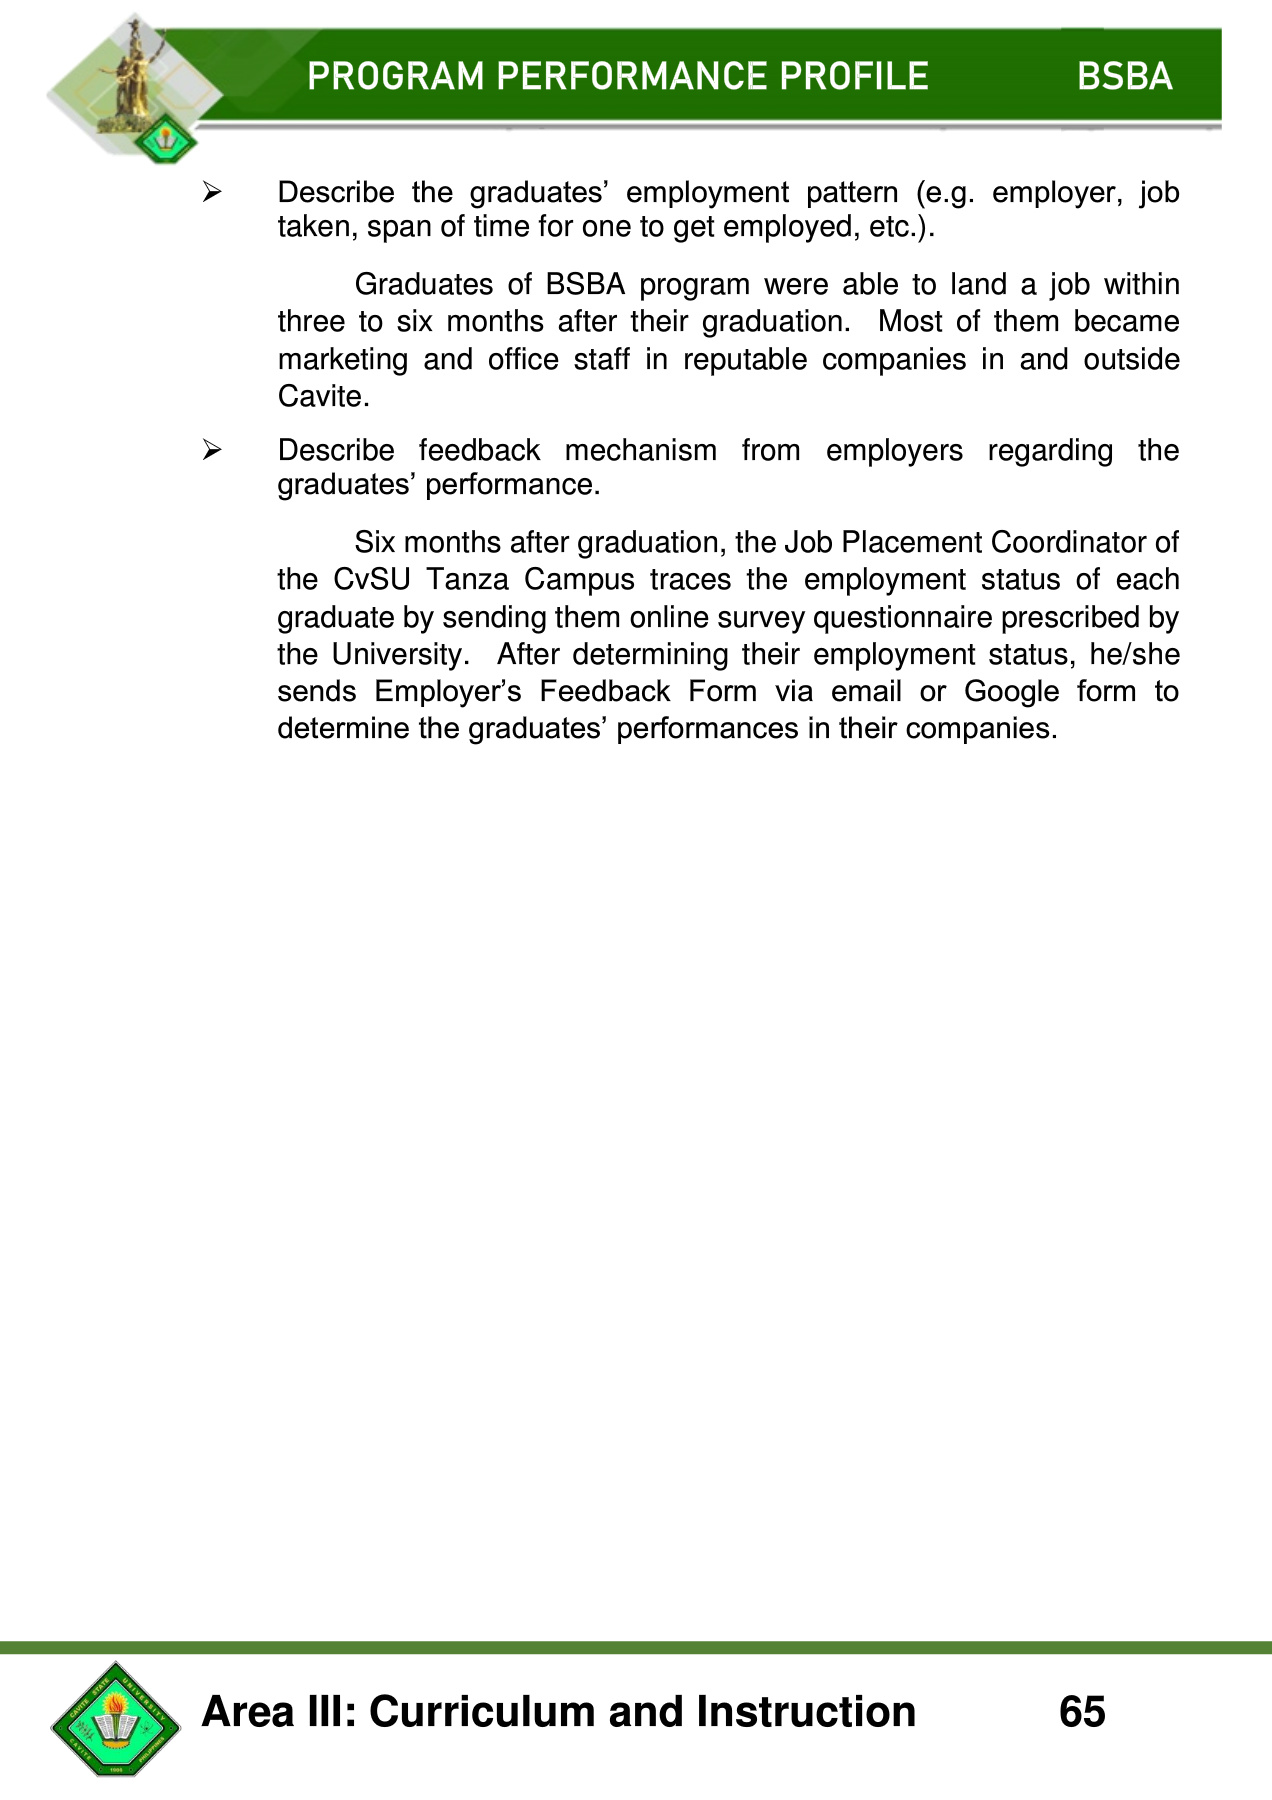 PROGRAM PERFORMANCE PROFILE BSBA
➢ Describe the graduates’ employment pattern (e.g. employer, job
taken, span of time for one to get employed, etc.).
Graduates of BSBA program were able to land a job within
three to six months after their graduation. Most of them became
marketing and office staff in reputable companies in and outside
Cavite.
➢ Describe feedback mechanism from employers regarding the
graduates’ performance.
Six months after graduation, the Job Placement Coordinator of
the CvSU Tanza Campus traces the employment status of each
graduate by sending them online survey questionnaire prescribed by
the University. After determining their employment status, he/she
sends Employer’s Feedback Form via email or Google form to
determine the graduates’ performances in their companies.
CAVITE STATE UNIVERSITY
CAVITE 1906 PHILIPPINES
Area III: Curriculum and Instruction 65